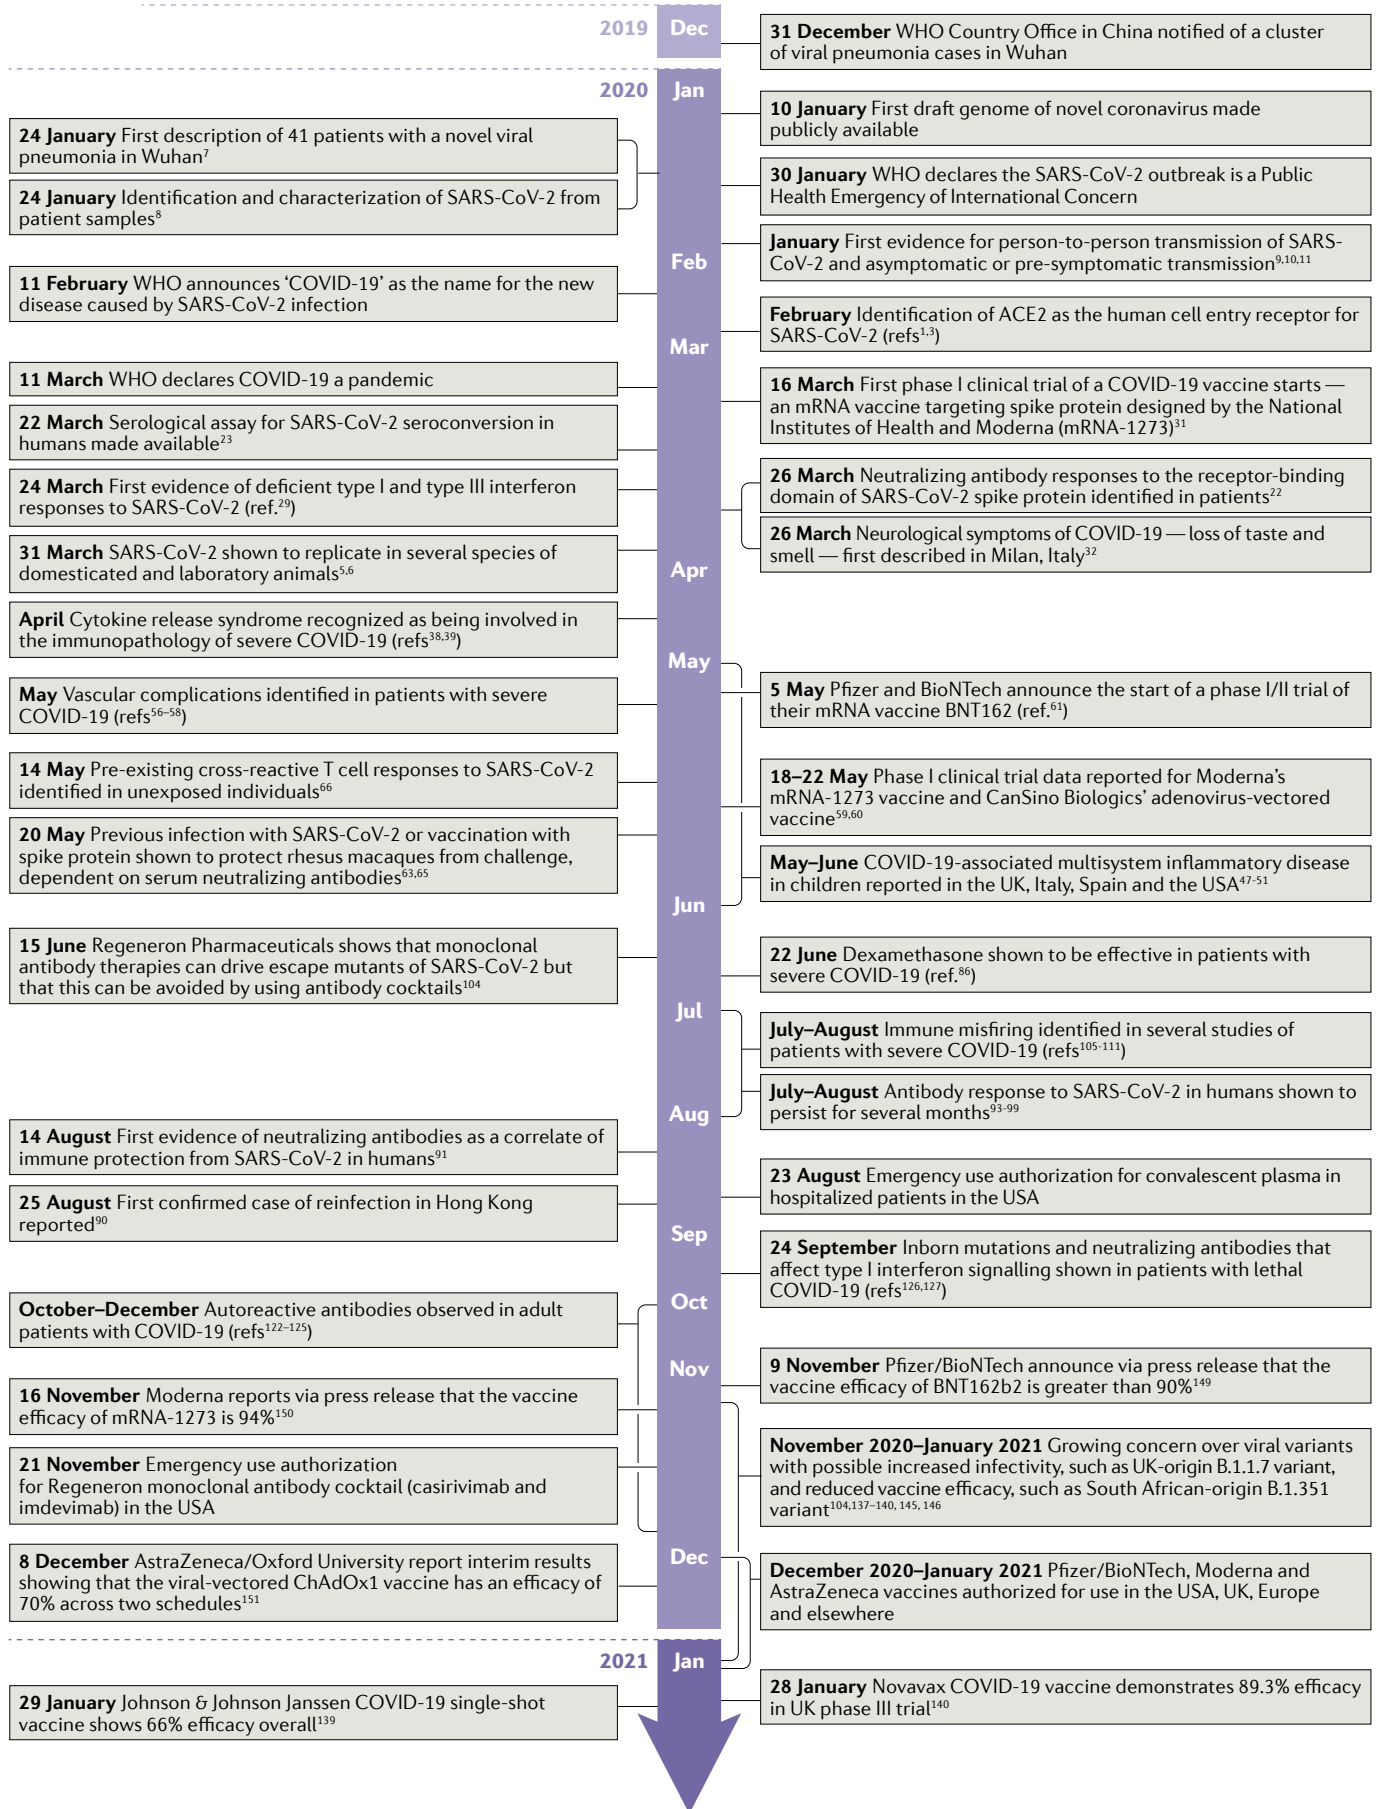 2019 Dec
31 December WHO Country Office in China notified of a cluster
of viral pneumonia cases in Wuhan
2020 Jan
10 January First draft genome of novel coronavirus made
publicly available
24 January First description of 41 patients with a novel viral
pneumonia in Wuhan7
24 January Identification and characterization of SARS-CoV-2 from
patient samples8
30 January WHO declares the SARS-CoV-2 outbreak is a Public
Health Emergency of International Concern
January First evidence for person-to-person transmission of SARS-
CoV-2 and asymptomatic or pre-symptomatic transmission9,10,11
Feb
11 February WHO announces ‘COVID-19’ as the name for the new
disease caused by SARS-CoV-2 infection
February Identification of ACE2 as the human cell entry receptor for
SARS-CoV-2 (refs1,3)
Mar
11 March WHO declares COVID-19 a pandemic
16 March First phase I clinical trial of a COVID-19 vaccine starts —
an mRNA vaccine targeting spike protein designed by the National
Institutes of Health and Moderna (mRNA-1273)31
22 March Serological assay for SARS-CoV-2 seroconversion in
humans made available23
24 March First evidence of deficient type I and type III interferon
responses to SARS-CoV-2 (ref.29)
26 March Neutralizing antibody responses to the receptor-binding
domain of SARS-CoV-2 spike protein identified in patients22
26 March Neurological symptoms of COVID-19 — loss of taste and
smell — first described in Milan, Italy32
31 March SARS-CoV-2 shown to replicate in several species of
domesticated and laboratory animals5,6
Apr
April Cytokine release syndrome recognized as being involved in
the immunopathology of severe COVID-19 (refs38,39)
May
May Vascular complications identified in patients with severe
COVID-19 (refs56–58)
5 May Pfizer and BioNTech announce the start of a phase I/II trial of
their mRNA vaccine BNT162 (ref.61)
14 May Pre-existing cross-reactive T cell responses to SARS-CoV-2
identified in unexposed individuals66
18–22 May Phase I clinical trial data reported for Moderna’s
mRNA-1273 vaccine and CanSino Biologics’ adenovirus-vectored
vaccine59,60
20 May Previous infection with SARS-CoV-2 or vaccination with
spike protein shown to protect rhesus macaques from challenge,
dependent on serum neutralizing antibodies63,65
May–June COVID-19-associated multisystem inflammatory disease
in children reported in the UK, Italy, Spain and the USA47-51
Jun
15 June Regeneron Pharmaceuticals shows that monoclonal
antibody therapies can drive escape mutants of SARS-CoV-2 but
that this can be avoided by using antibody cocktails104
22 June Dexamethasone shown to be effective in patients with
severe COVID-19 (ref.86)
Jul
July–August Immune misfiring identified in several studies of
patients with severe COVID-19 (refs105-111)
July–August Antibody response to SARS-CoV-2 in humans shown to
persist for several months93-99
Aug
14 August First evidence of neutralizing antibodies as a correlate of
immune protection from SARS-CoV-2 in humans91
23 August Emergency use authorization for convalescent plasma in
hospitalized patients in the USA
25 August First confirmed case of reinfection in Hong Kong
reported90
Sep
24 September Inborn mutations and neutralizing antibodies that
affect type I interferon signalling shown in patients with lethal
COVID-19 (refs126,127)
Oct
October–December Autoreactive antibodies observed in adult
patients with COVID-19 (refs122–125)
Nov
9 November Pfizer/BioNTech announce via press release that the
vaccine efficacy of BNT162b2 is greater than 90%149
16 November Moderna reports via press release that the vaccine
efficacy of mRNA-1273 is 94%150
November 2020–January 2021 Growing concern over viral variants
with possible increased infectivity, such as UK-origin B.1.1.7 variant,
and reduced vaccine efficacy, such as South African-origin B.1.351
variant104,137–140, 145, 146
21 November Emergency use authorization
for Regeneron monoclonal antibody cocktail (casirivimab and
imdevimab) in the USA
Dec
8 December AstraZeneca/Oxford University report interim results
showing that the viral-vectored ChAdOx1 vaccine has an efficacy of
70% across two schedules151
December 2020–January 2021 Pfizer/BioNTech, Moderna and
AstraZeneca vaccines authorized for use in the USA, UK, Europe
and elsewhere
2021 Jan
28 January Novavax COVID-19 vaccine demonstrates 89.3% efficacy
in UK phase III trial140
29 January Johnson & Johnson Janssen COVID-19 single-shot
vaccine shows 66% efficacy overall139